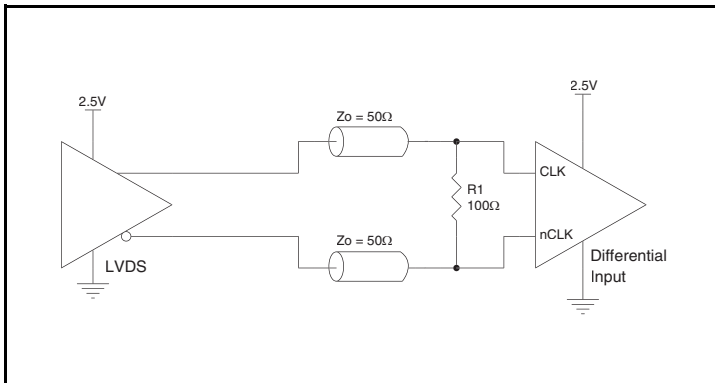 2.5V
2.5V
Zo = 50Ω
CLK
R1
100Ω
nCLK
Zo = 50Ω
LVDS
Differential
Input